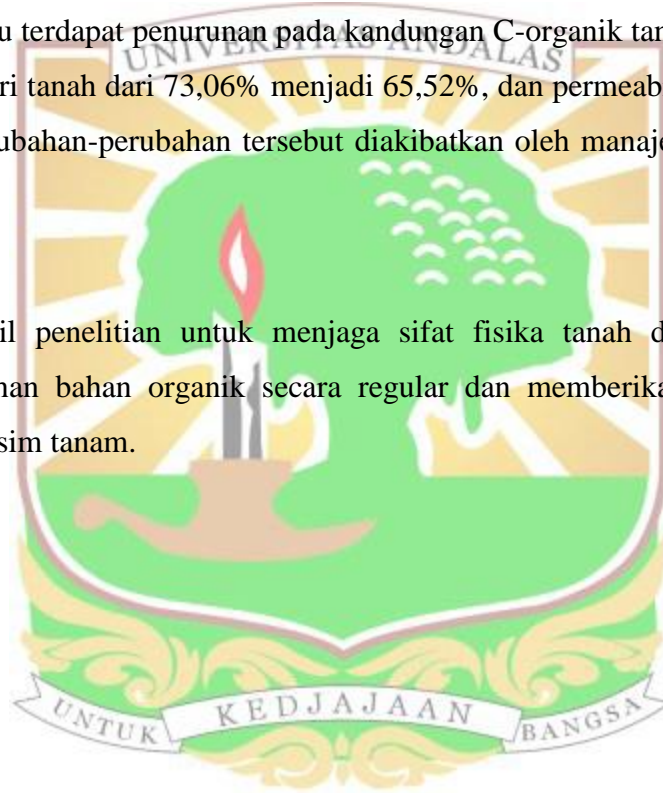 u terdapat penurunan pada kandungan C-organik tan
UNIVERSITAS ANDALAS
ri tanah dari 73,06% menjadi 65,52%, dan permeab
ubahan-perubahan tersebut diakibatkan oleh manaje
il penelitian untuk menjaga sifat fisika tanah d
nan bahan organik secara regular dan memberika
sim tanam.
UNTUK KEDJAJAAN BANGSA